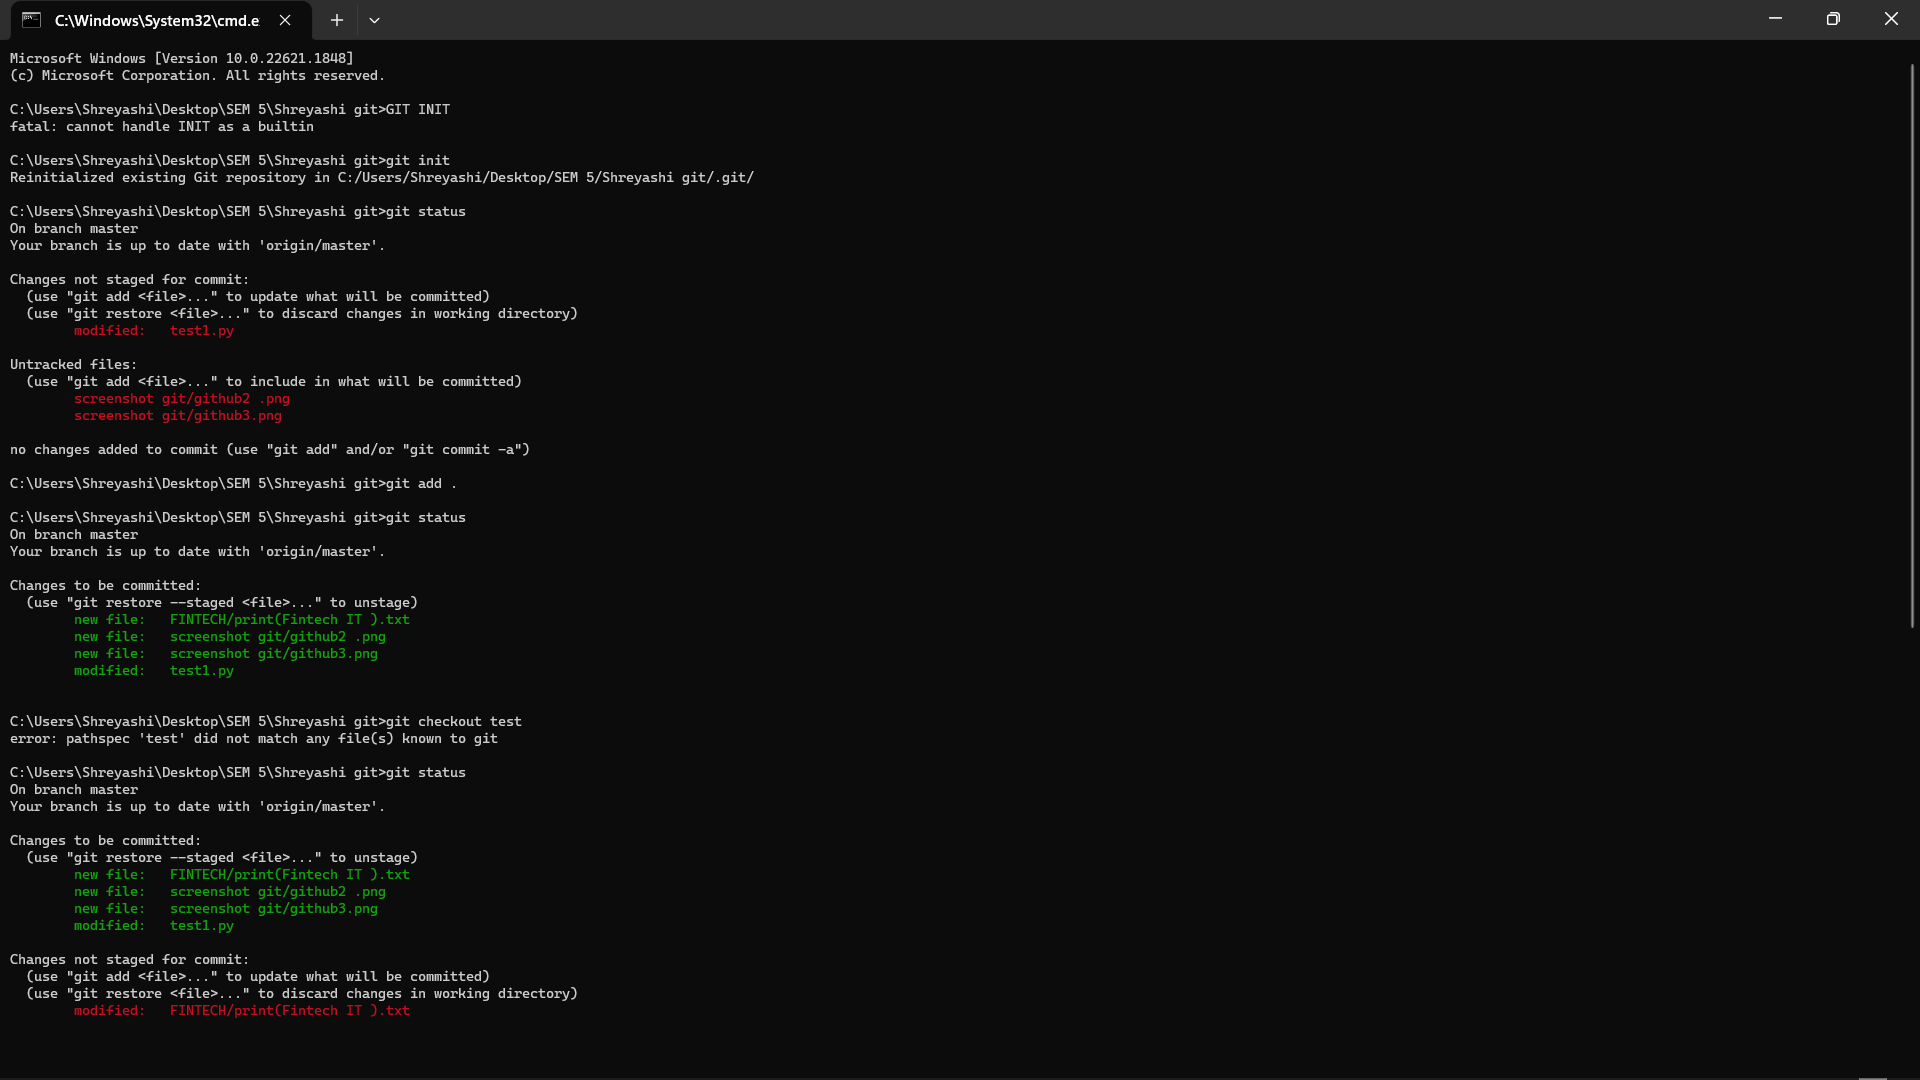 C:\Windows\System32\cmd.e
Microsoft Windows [Version 10.0.22621.1848]
(c) Microsoft Corporation. All rights reserved.
C:\Users\Shreyashi\Desktop\SEM 5\Shreyashi git>GIT INIT
fatal: cannot handle INIT as a builtin
C:\Users\Shreyashi\Desktop\SEM 5\Shreyashi git>git init
Reinitialized existing Git repository in C:/Users/Shreyashi/Desktop/SEM 5/Shreyashi git/.git/
C:\Users\Shreyashi\Desktop\SEM 5\Shreyashi git>git status
On branch master
Your branch is up to date with 'origin/master'.
Changes not staged for commit:
  (use "git add <file>..." to update what will be committed)
  (use "git restore <file>..." to discard changes in working directory)
        modified:   test1.py
Untracked files:
  (use "git add <file>..." to include in what will be committed)
        screenshot git/github2 .png
        screenshot git/github3.png
no changes added to commit (use "git add" and/or "git commit -a")
C:\Users\Shreyashi\Desktop\SEM 5\Shreyashi git>git add .
C:\Users\Shreyashi\Desktop\SEM 5\Shreyashi git>git status
On branch master
Your branch is up to date with 'origin/master'.
Changes to be committed:
  (use "git restore --staged <file>..." to unstage)
        new file:   FINTECH/print(Fintech IT ).txt
        new file:   screenshot git/github2 .png
        new file:   screenshot git/github3.png
        modified:   test1.py
C:\Users\Shreyashi\Desktop\SEM 5\Shreyashi git>git checkout test
error: pathspec 'test' did not match any file(s) known to git
C:\Users\Shreyashi\Desktop\SEM 5\Shreyashi git>git status
On branch master
Your branch is up to date with 'origin/master'.
Changes to be committed:
  (use "git restore --staged <file>..." to unstage)
        new file:   FINTECH/print(Fintech IT ).txt
        new file:   screenshot git/github2 .png
        new file:   screenshot git/github3.png
        modified:   test1.py
Changes not staged for commit:
  (use "git add <file>..." to update what will be committed)
  (use "git restore <file>..." to discard changes in working directory)
        modified:   FINTECH/print(Fintech IT ).txt